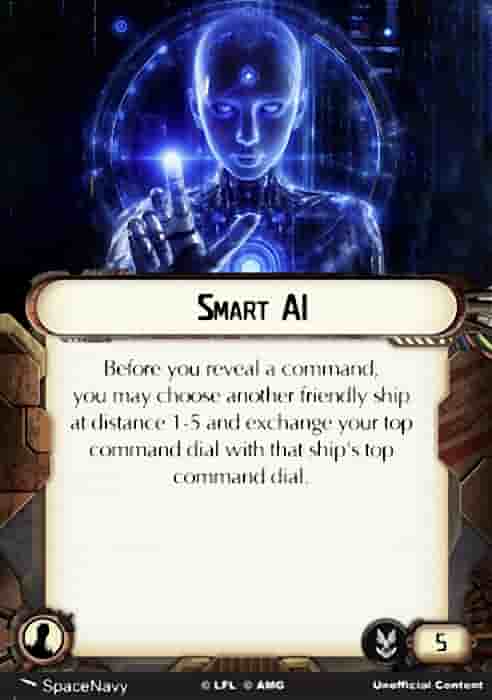 Smart AI
Before you reveal a command,
you may choose another friendly ship
at distance 1-5 and exchange your top
command dial with that ship's top
command dial.
5
SpaceNavy © LFL © AMG Unofficial Content